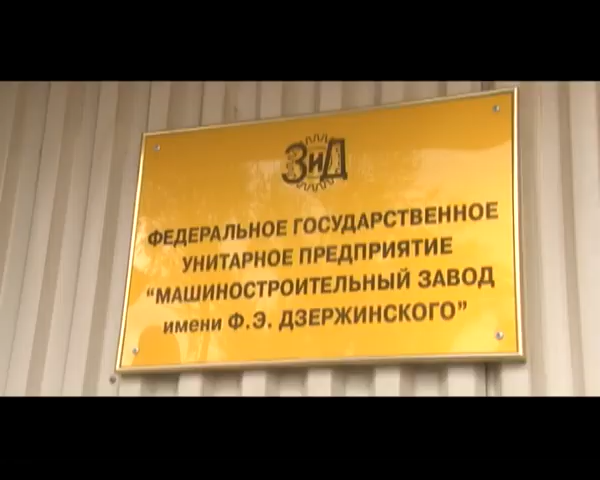 ЗиД
ФЕДЕРАЛЬНОЕ ГОСУДАРСТВЕННОЕ
УНИТАРНОЕ ПРЕДПРИЯТИЕ
“МАШИНОСТРОИТЕЛЬНЫЙ ЗАВОД
имени Ф.Э. ДЗЕРЖИНСКОГО”